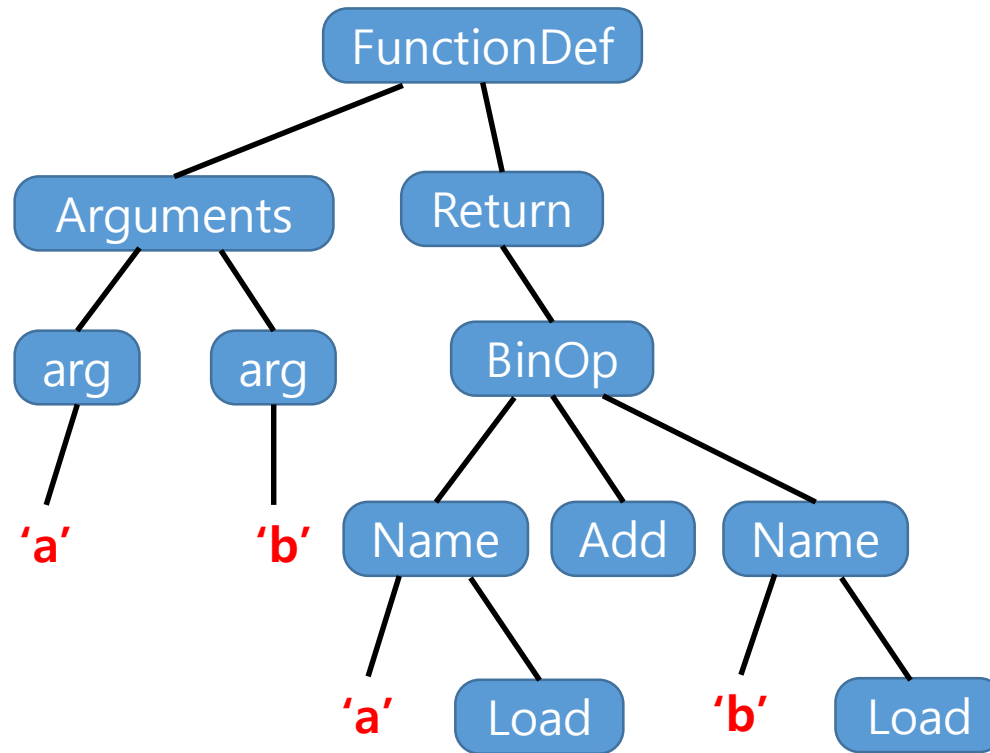 FunctionDef
Arguments
Return
arg
arg
BinOp
‘a’
‘b’
Name
Add
Name
‘a’
Load
‘b’
Load